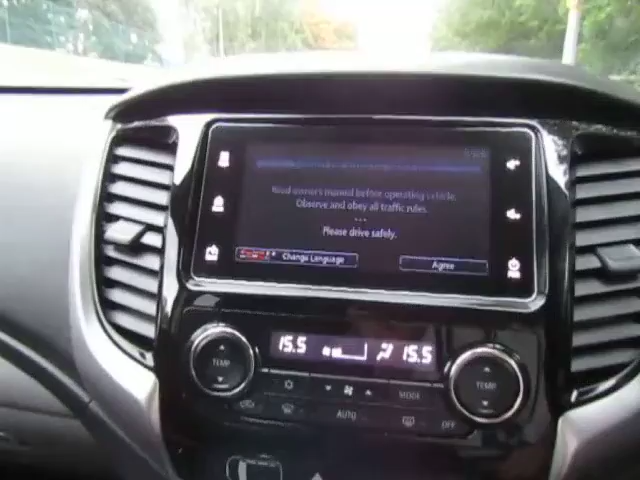 Read owners manual before operating vehicle.
Observe and obey all traffic rules.
...
Please drive safely.
Change Language
Agree
15.5
15.5
TEMP
TEMP
MODE
AUTO
OFF